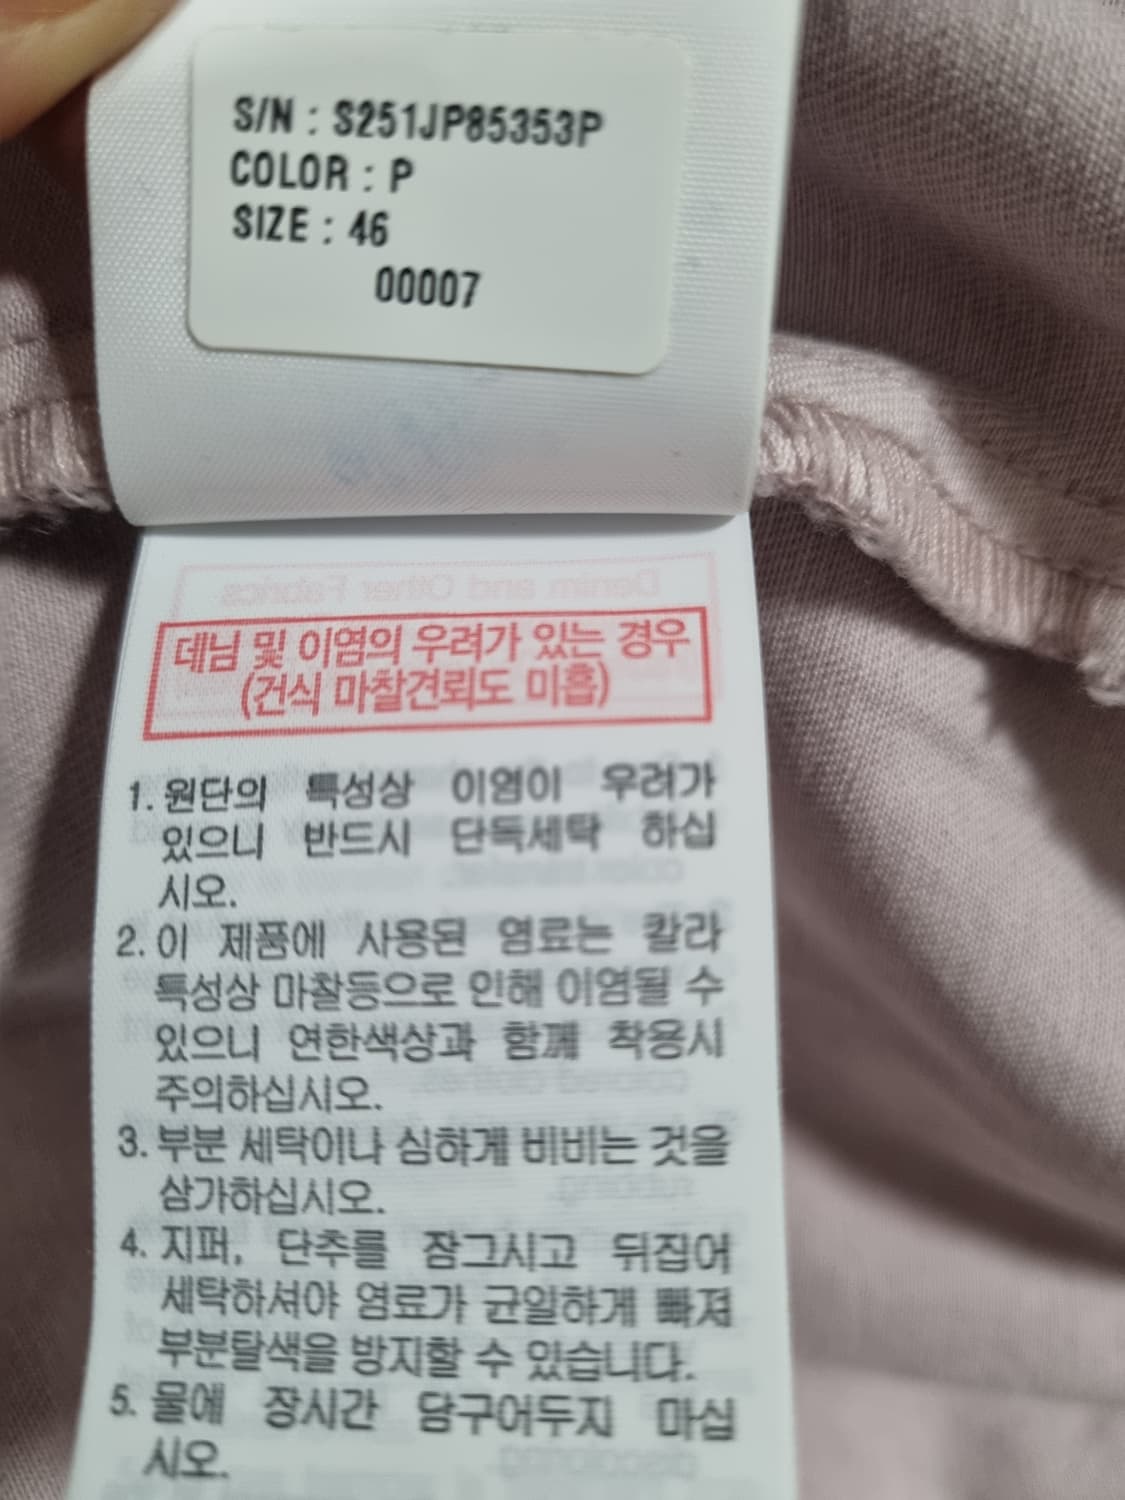 S/N : S251JP85353P
COLOR : P
SIZE : 46
00007
Denim and Other Fabrics
데님 및 이염의 우려가 있는 경우
(건식 마찰견뢰도 미흡)
1. 원단의 특성상 이염이 우려가
있으니 반드시 단독세탁 하십
시오.
2. 이 제품에 사용된 염료는 칼라
특성상 마찰등으로 인해 이염될 수
있으니 연한색상과 함께 착용시
주의하십시오.
3. 부분 세탁이나 심하게 비비는 것을
삼가하십시오.
4. 지퍼, 단추를 잠그시고 뒤집어
세탁하셔야 염료가 균일하게 빠져
부분탈색을 방지할 수 있습니다.
5. 물에 장시간 담구어두지 마십
시오.